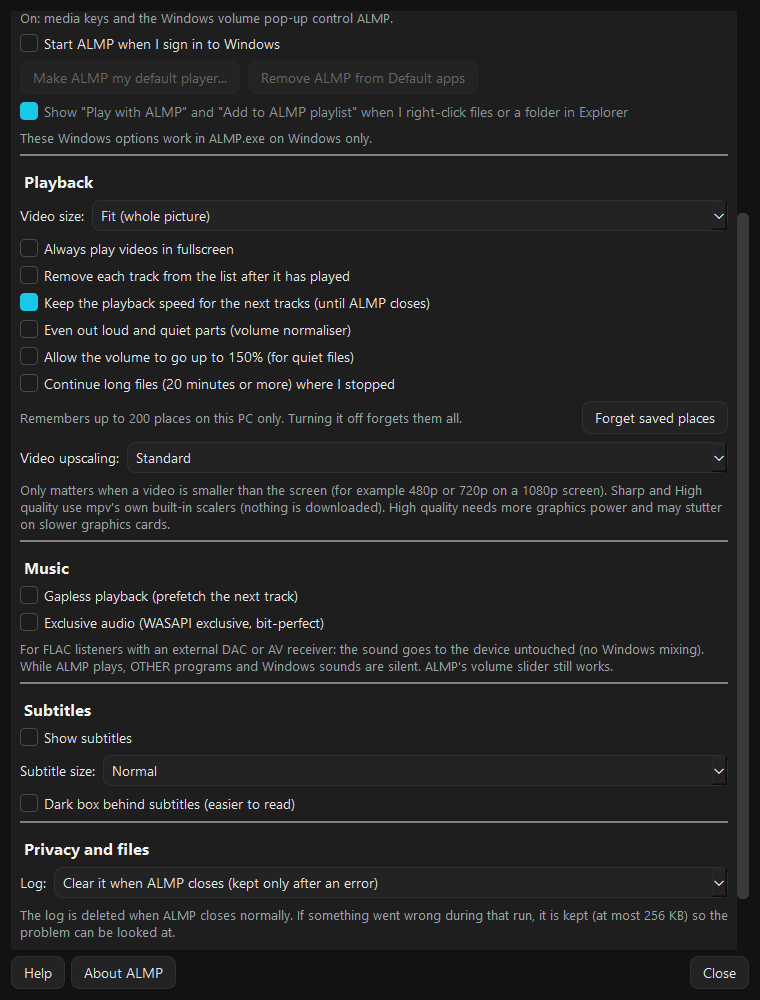 On: media keys and the Windows volume pop-up control ALMP.
Start ALMP when I sign in to Windows
Make ALMP my default player...
Remove ALMP from Default apps
Show "Play with ALMP" and "Add to ALMP playlist" when I right-click files or a folder in Explorer
These Windows options work in ALMP.exe on Windows only.
Playback
Video size: Fit (whole picture)
Always play videos in fullscreen
Remove each track from the list after it has played
Keep the playback speed for the next tracks (until ALMP closes)
Even out loud and quiet parts (volume normaliser)
Allow the volume to go up to 150% (for quiet files)
Continue long files (20 minutes or more) where I stopped
Remembers up to 200 places on this PC only. Turning it off forgets them all.
Forget saved places
Video upscaling: Standard
Only matters when a video is smaller than the screen (for example 480p or 720p on a 1080p screen). Sharp and High
quality use mpv's own built-in scalers (nothing is downloaded). High quality needs more graphics power and may stutter
on slower graphics cards.
Music
Gapless playback (prefetch the next track)
Exclusive audio (WASAPI exclusive, bit-perfect)
For FLAC listeners with an external DAC or AV receiver: the sound goes to the device untouched (no Windows mixing).
While ALMP plays, OTHER programs and Windows sounds are silent. ALMP's volume slider still works.
Subtitles
Show subtitles
Subtitle size: Normal
Dark box behind subtitles (easier to read)
Privacy and files
Log: Clear it when ALMP closes (kept only after an error)
The log is deleted when ALMP closes normally. If something went wrong during that run, it is kept (at most 256 KB) so the
problem can be looked at.
Help
About ALMP
Close